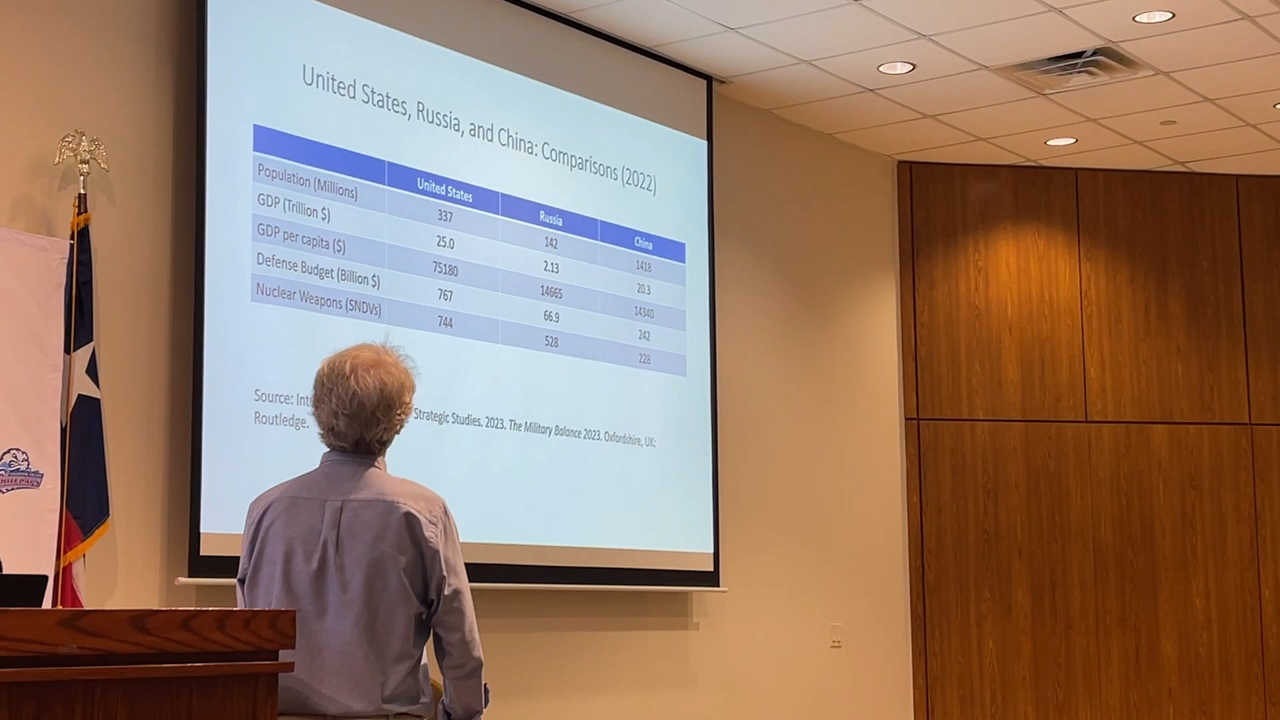 United States, Russia, and China: Comparisons (2022)
United States Russia China
Population (Millions) 337 142 1418
GDP (Trillion $) 25.0 2.13 20.3
GDP per capita ($) 75180 14665 14340
Defense Budget (Billion $) 767 66.9 242
Nuclear Weapons (SNDVs) 744 528 228
Source: Int Strategic Studies. 2023. The Military Balance 2023. Oxfordshire, UK:
Routledge.